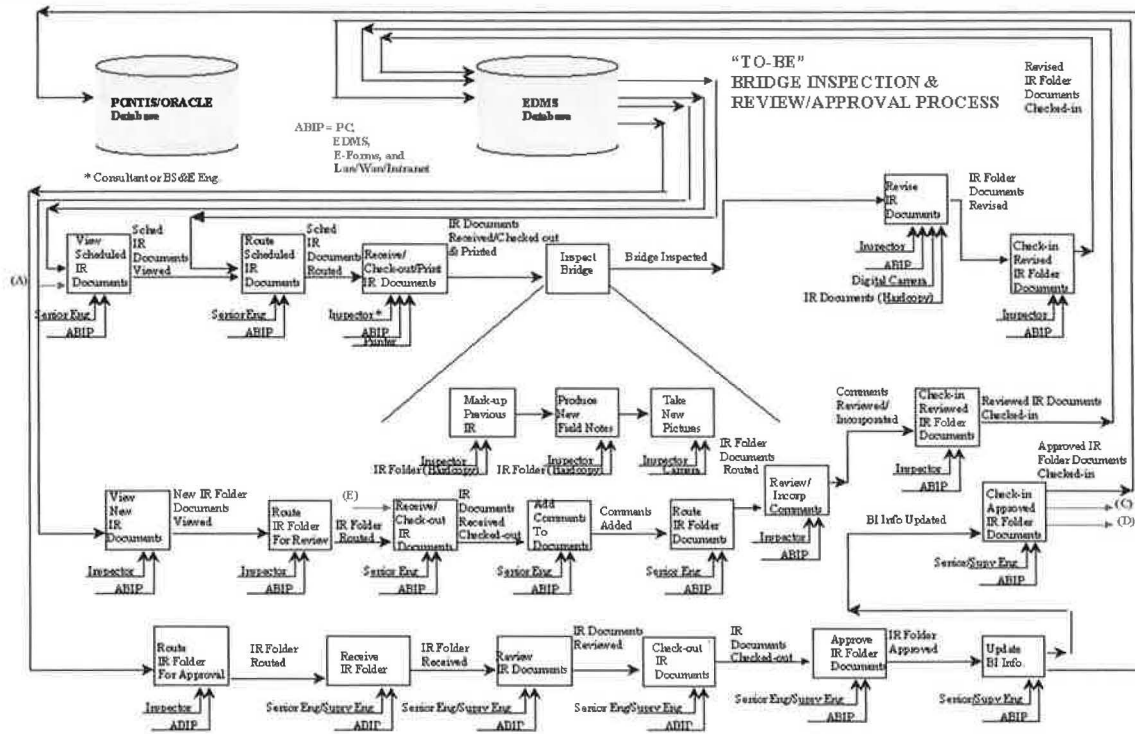 "TO-BE"
BRIDGE INSPECTION &
REVIEW/APPROVAL PROCESS
PONTIS/ORACLE
Database
EDMS
Database
ABIP = PC,
EDMS,
E-Forms, and
Lan/Wan/Intranet
* Consultant or BS&E Eng.
Revised
IR Folder
Documents
Checked-in
(A)
View
Scheduled
IR
Documents
Senior Eng
ABIP
Sched
IR
Documents
Viewed
Route
Scheduled
IR
Documents
Senior Eng
ABIP
Sched
IR
Documents
Routed
Receive/
Check-out/Print
IR Documents
Inspector *
ABIP
Printer
IR Documents
Received/Checked out
& Printed
Inspect
Bridge
Bridge Inspected
Revise
IR
Documents
Inspector
ABIP
Digital Camera
IR Documents (Hardcopy)
IR Folder
Documents
Revised
Check-in
Revised
IR Folder
Documents
Inspector
ABIP
Mark-up
Previous
IR
Inspector
IR Folder (Hardcopy)
Produce
New
Field Notes
Inspector
IR Folder (Hardcopy)
Take
New
Pictures
Inspector
Camera
View
New
IR
Documents
Inspector
ABIP
New IR Folder
Documents
Viewed
Route
IR Folder
For Review
Inspector
ABIP
(E)
IR Folder
Routed
Receive/
Check-out
IR
Documents
Senior Eng
ABIP
IR
Documents
Received
Checked-out
Add
Comments
To
Documents
Senior Eng
ABIP
Comments
Added
Route
IR Folder
Documents
Senior Eng
ABIP
IR Folder
Documents
Routed
Review/
Incorp
Comments
Inspector
ABIP
Comments
Reviewed/
Incorporated
Check-in
Reviewed
IR Folder
Documents
Inspector
ABIP
Reviewed IR Documents
Checked-in
BI Info Updated
Check-in
Approved
IR Folder
Documents
Senior/Supv Eng
ABIP
Approved IR
Folder Documents
Checked-in
(C)
(D)
Route
IR Folder
For Approval
Inspector
ABIP
IR Folder
Routed
Receive
IR Folder
Senior Eng/Suprv Eng
ABIP
IR Folder
Received
Review
IR Documents
Senior Eng/Suprv Eng
ABIP
IR Documents
Reviewed
Check-out
IR
Documents
Senior Eng/Suprv Eng
ABIP
IR
Documents
Checked-out
Approve
IR Folder
Documents
Senior Eng/Supv Eng
ABIP
IR Folder
Approved
Update
BI Info.
Senior/Supv Eng
ABIP